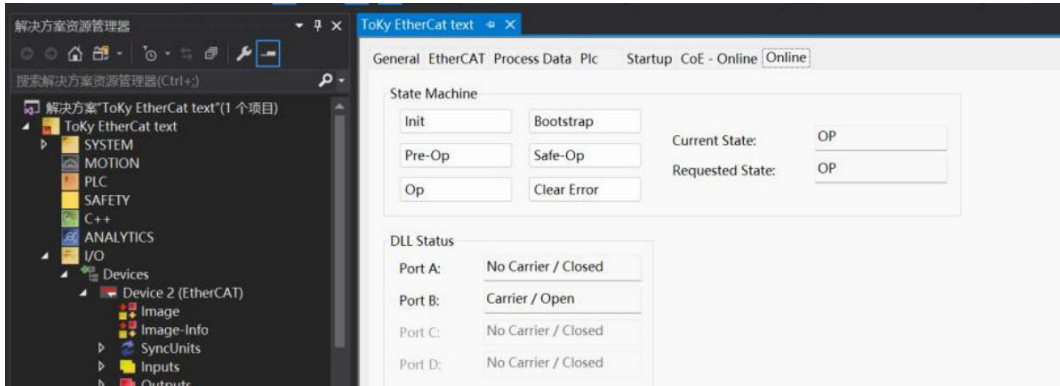 解决方案资源管理器
搜索解决方案资源管理器(Ctrl+;)
解决方案"ToKy EtherCat text"(1 个项目)
ToKy EtherCat text
SYSTEM
MOTION
PLC
SAFETY
C++
ANALYTICS
I/O
Devices
Device 2 (EtherCAT)
Image
Image-Info
SyncUnits
Inputs
Outputs
ToKy EtherCat text
General EtherCAT Process Data Plc Startup CoE - Online Online
State Machine
Init Bootstrap
Pre-Op Safe-Op
Op Clear Error
Current State: OP
Requested State: OP
DLL Status
Port A: No Carrier / Closed
Port B: Carrier / Open
Port C: No Carrier / Closed
Port D: No Carrier / Closed